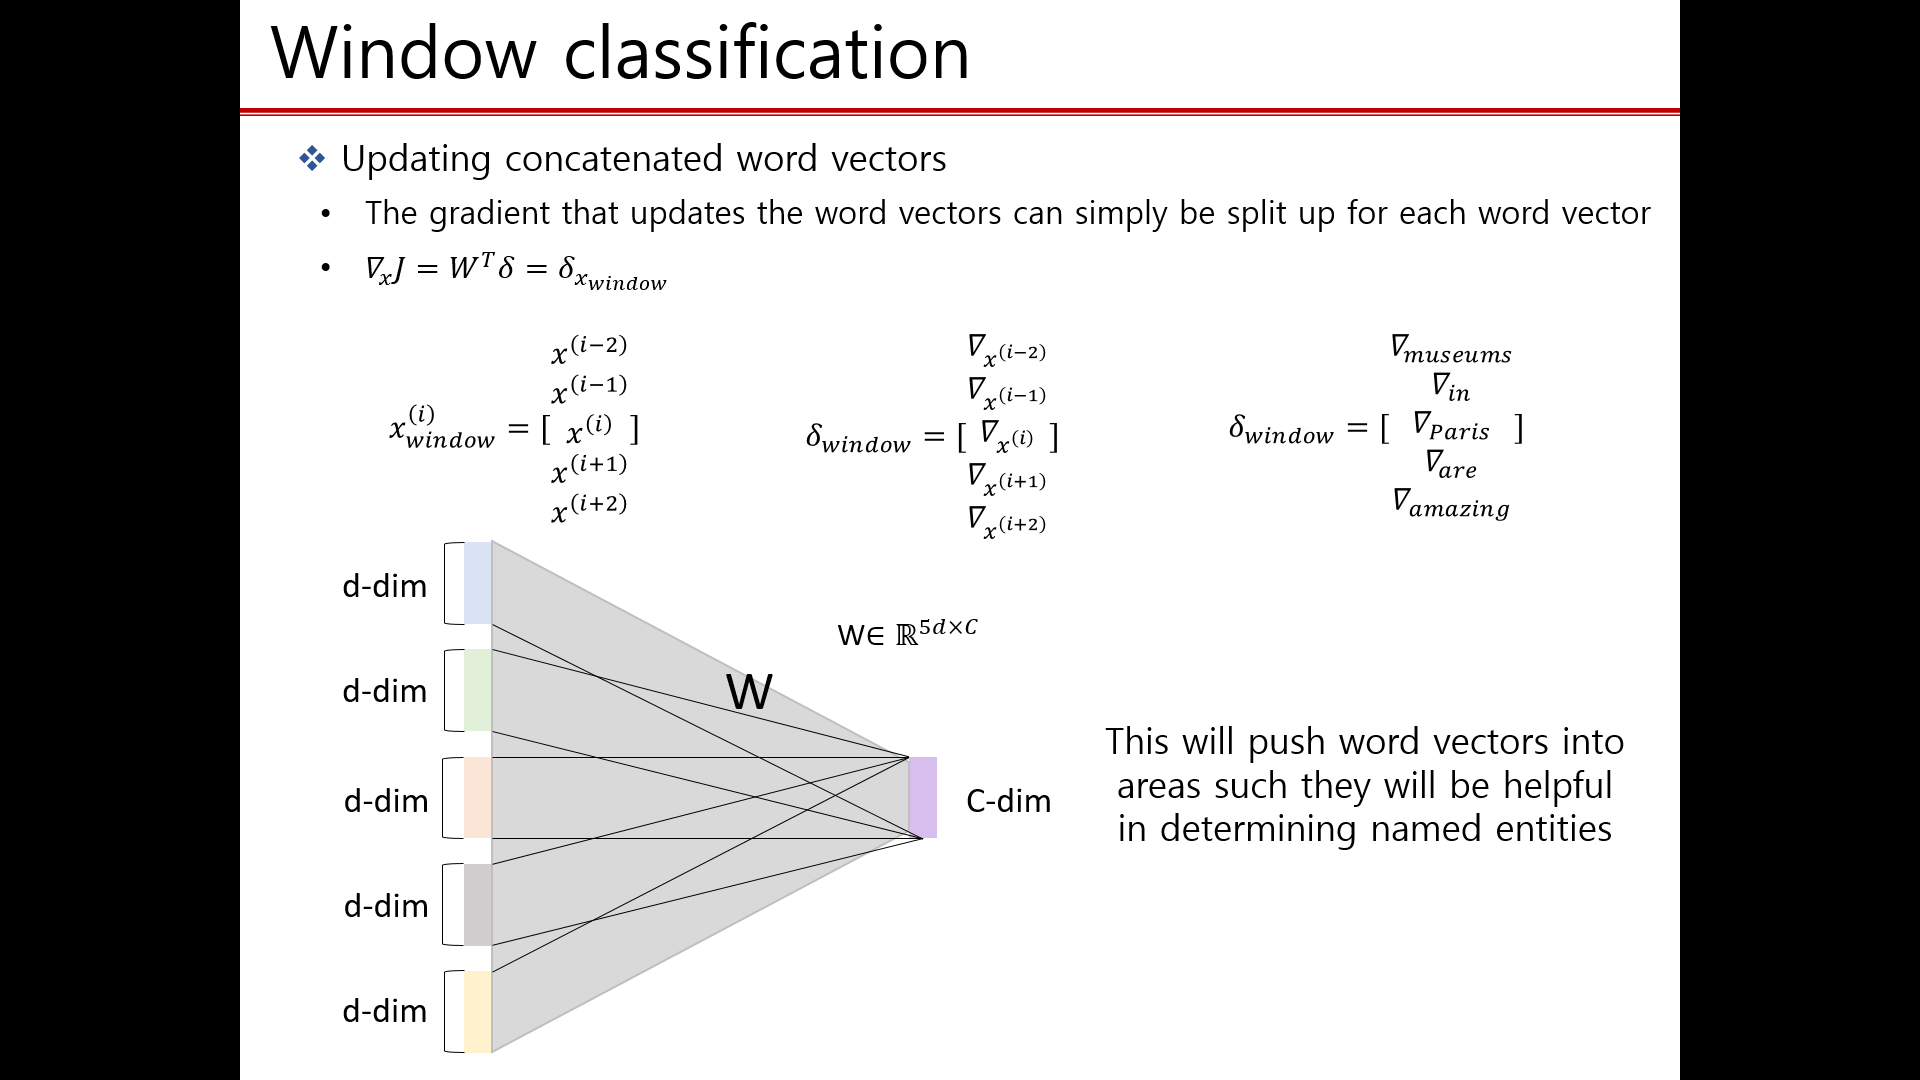 Window classification
❖ Updating concatenated word vectors
• The gradient that updates the word vectors can simply be split up for each word vector
• ∇ₓJ = Wᵀδ = δ_{x_{window}}
x^{(i)}_{window} = [ x^{(i−2)} x^{(i−1)} x^{(i)} x^{(i+1)} x^{(i+2)} ]
δ_{window} = [ ∇_{x^{(i−2)}} ∇_{x^{(i−1)}} ∇_{x^{(i)}} ∇_{x^{(i+1)}} ∇_{x^{(i+2)}} ]
δ_{window} = [ ∇_{museums} ∇_{in} ∇_{Paris} ∇_{are} ∇_{amazing} ]
d-dim
d-dim
d-dim
d-dim
d-dim
W∈ ℝ^{5d×C}
W
C-dim
This will push word vectors into
areas such they will be helpful
in determining named entities